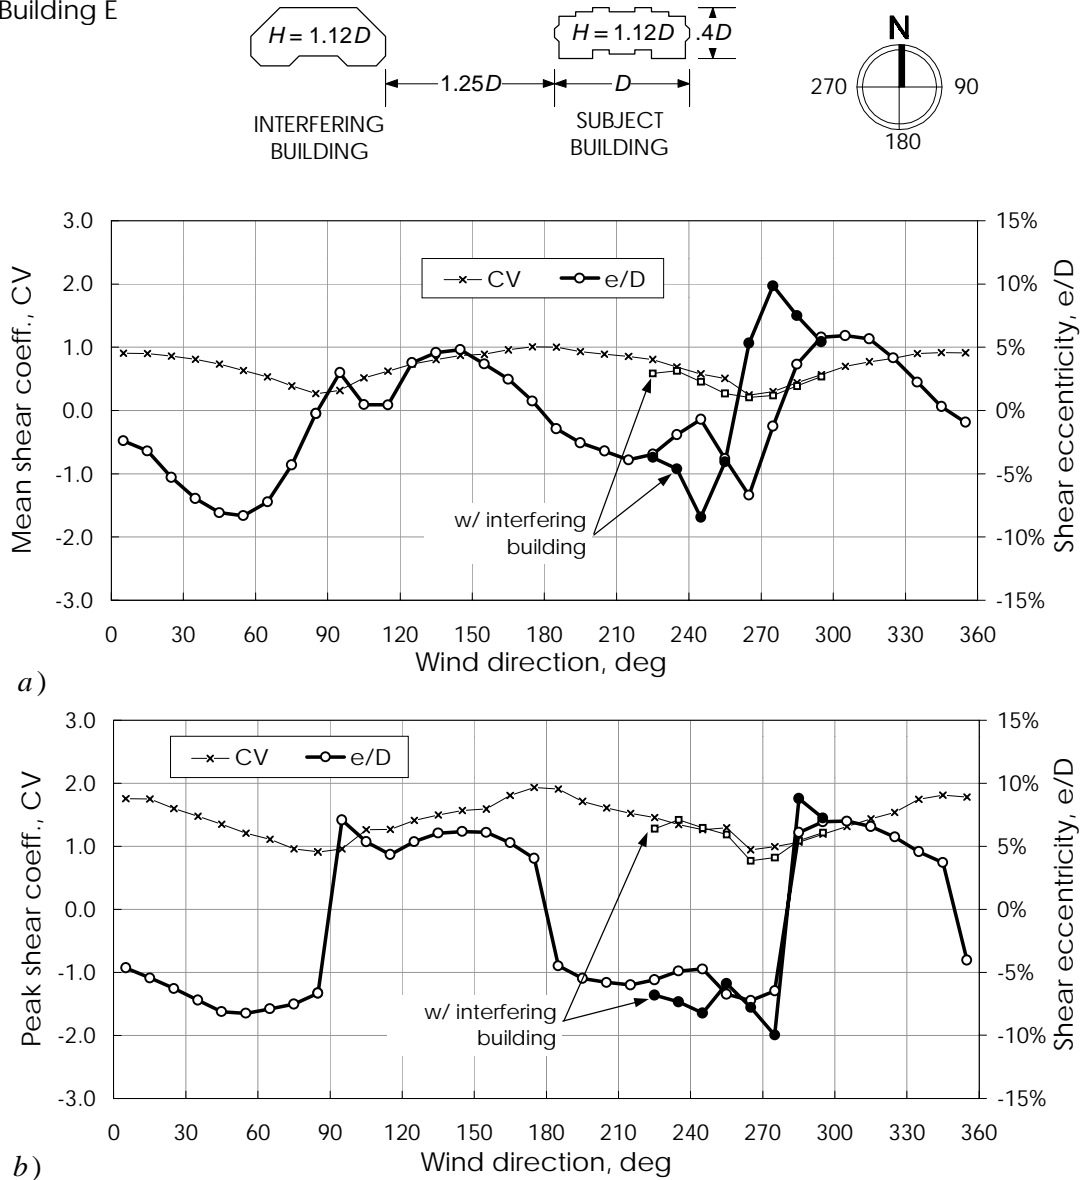 Building E
H = 1.12D
H = 1.12D
.4D
N
270
90
180
1.25D
D
INTERFERING
BUILDING
SUBJECT
BUILDING
3.0
2.0
1.0
0.0
-1.0
-2.0
-3.0
Mean shear coeff., CV
CV
e/D
w/ interfering
building
15%
10%
5%
0%
-5%
-10%
-15%
Shear eccentricity, e/D
0 30 60 90 120 150 180 210 240 270 300 330 360
Wind direction, deg
a)
3.0
2.0
1.0
0.0
-1.0
-2.0
-3.0
Peak shear coeff., CV
CV
e/D
w/ interfering
building
15%
10%
5%
0%
-5%
-10%
-15%
Shear eccentricity, e/D
0 30 60 90 120 150 180 210 240 270 300 330 360
Wind direction, deg
b)